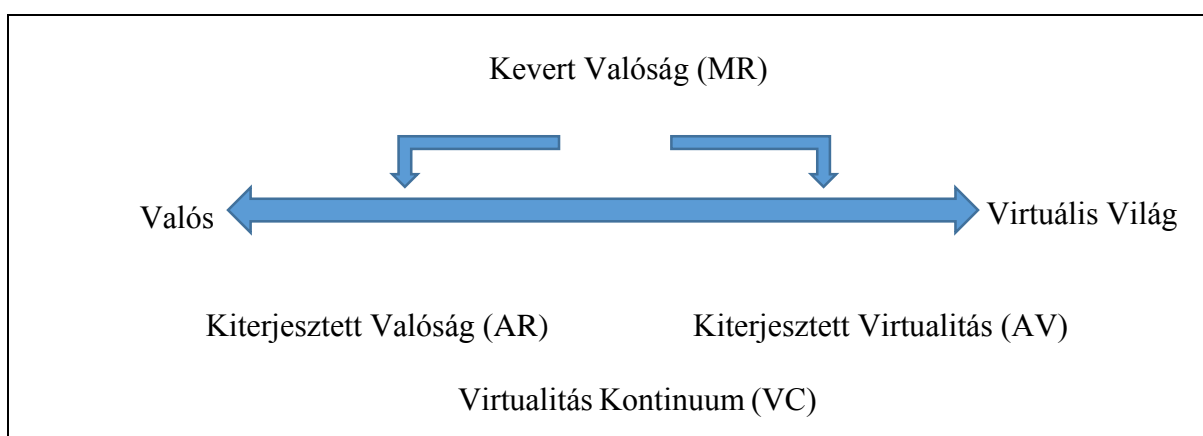 Kevert Valóság (MR)
Valós
Virtuális Világ
Kiterjesztett Valóság (AR)
Kiterjesztett Virtualitás (AV)
Virtualitás Kontinuum (VC)